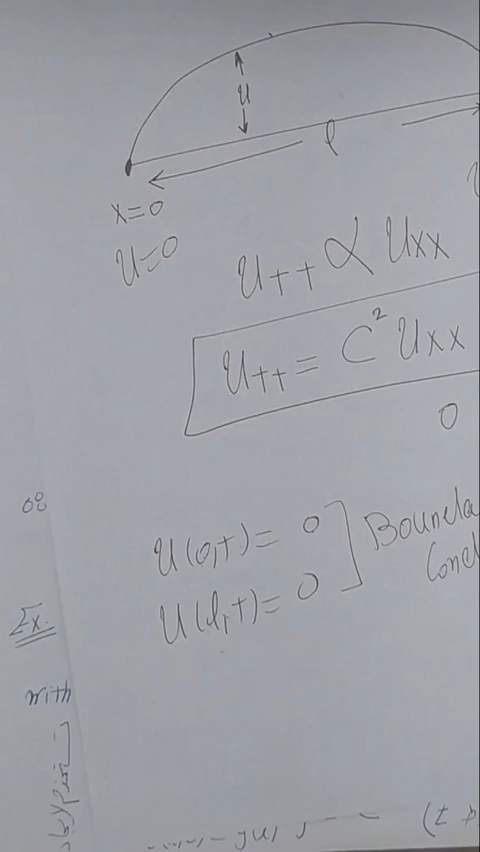 u
l
x=0
u=0
u_tt ∝ u_xx
u_tt = c² u_xx
0
u(0,t) = 0
u(l,t) = 0
Bounda
Cond
Ex.
with